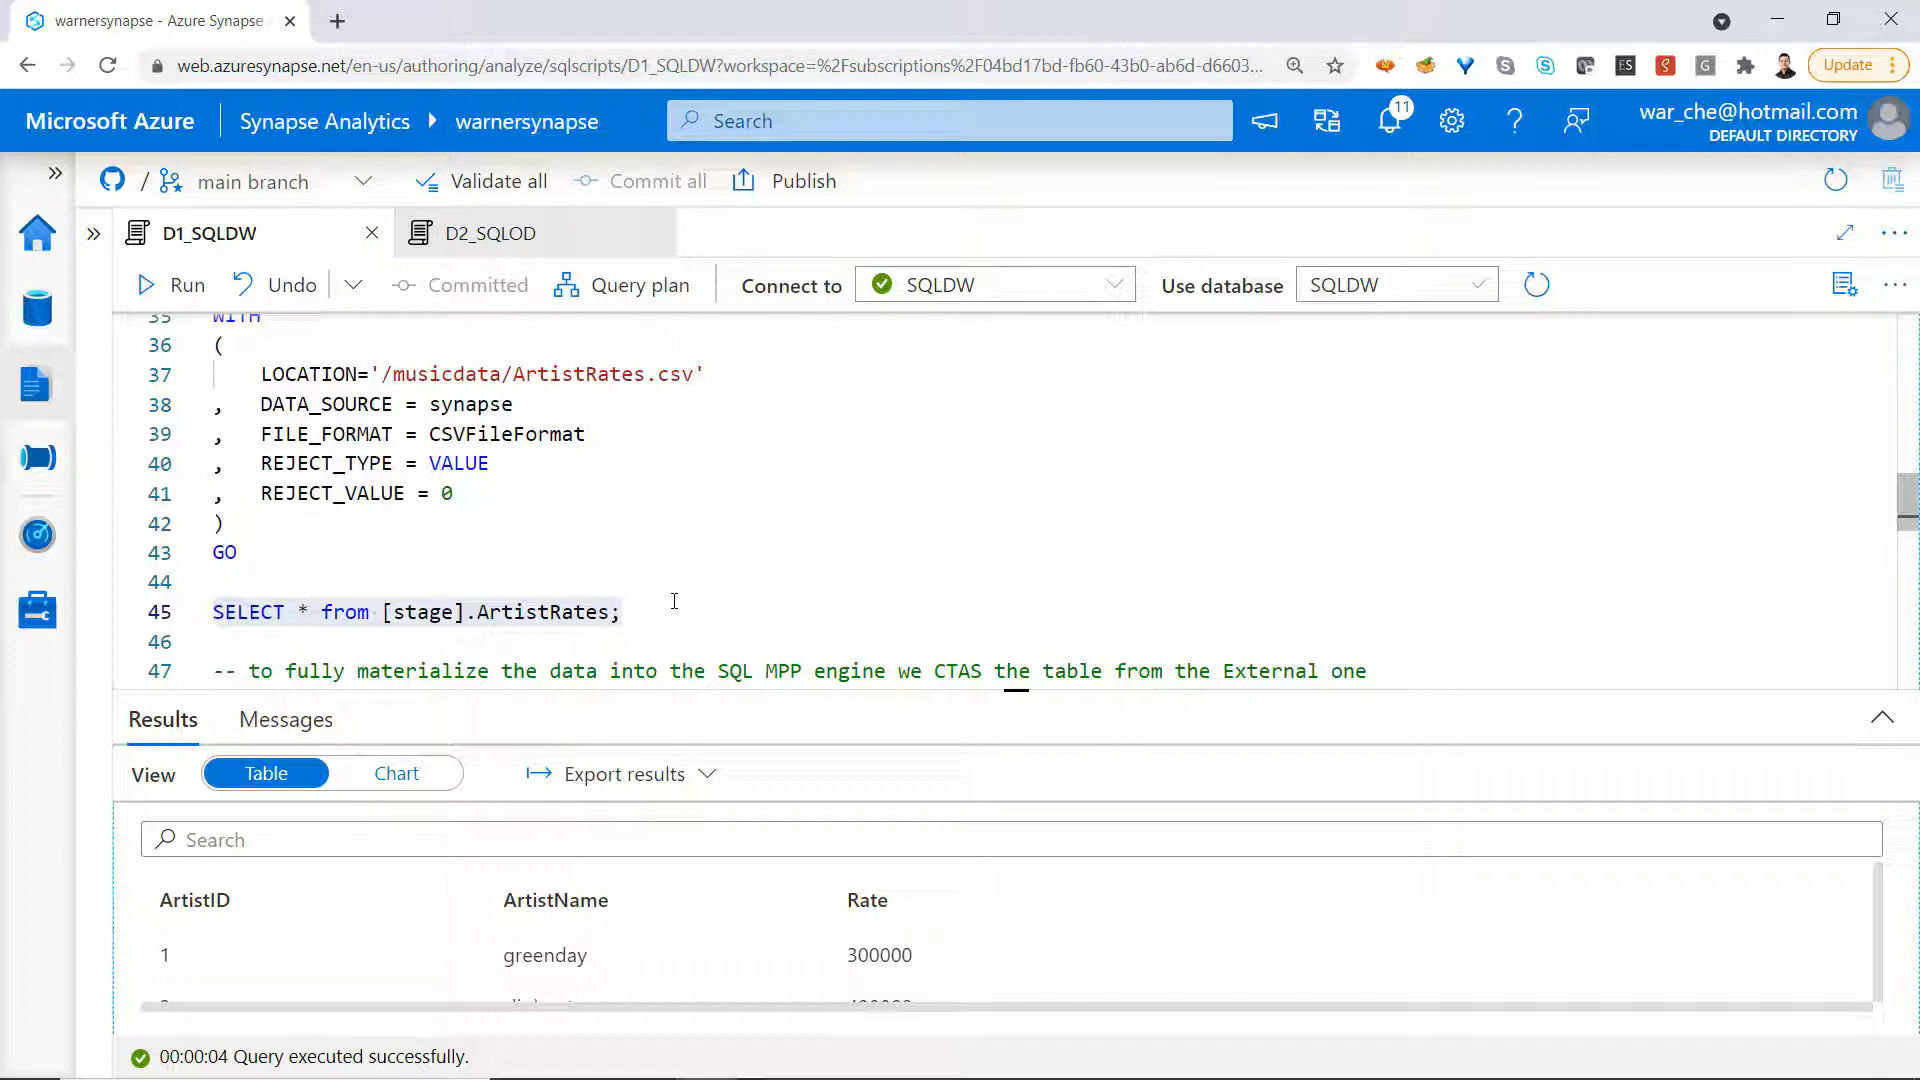 warnersynapse - Azure Synapse
web.azuresynapse.net/en-us/authoring/analyze/sqlscripts/D1_SQLDW?workspace=%2Fsubscriptions%2F04bd17bd-fb60-43b0-ab6d-d6603...
Update
Microsoft Azure
Synapse Analytics
warnersynapse
Search
11
war_che@hotmail.com
DEFAULT DIRECTORY
/
main branch
Validate all
Commit all
Publish
D1_SQLDW
D2_SQLOD
Run
Undo
Committed
Query plan
Connect to
SQLDW
Use database
SQLDW
35 WITH
36 (
37 LOCATION='/musicdata/ArtistRates.csv'
38 , DATA_SOURCE = synapse
39 , FILE_FORMAT = CSVFileFormat
40 , REJECT_TYPE = VALUE
41 , REJECT_VALUE = 0
42 )
43 GO
44
45 SELECT * from [stage].ArtistRates;
46
47 -- to fully materialize the data into the SQL MPP engine we CTAS the table from the External one
Results
Messages
View
Table
Chart
Export results
Search
ArtistID ArtistName Rate
1 greenday 300000
00:00:04 Query executed successfully.